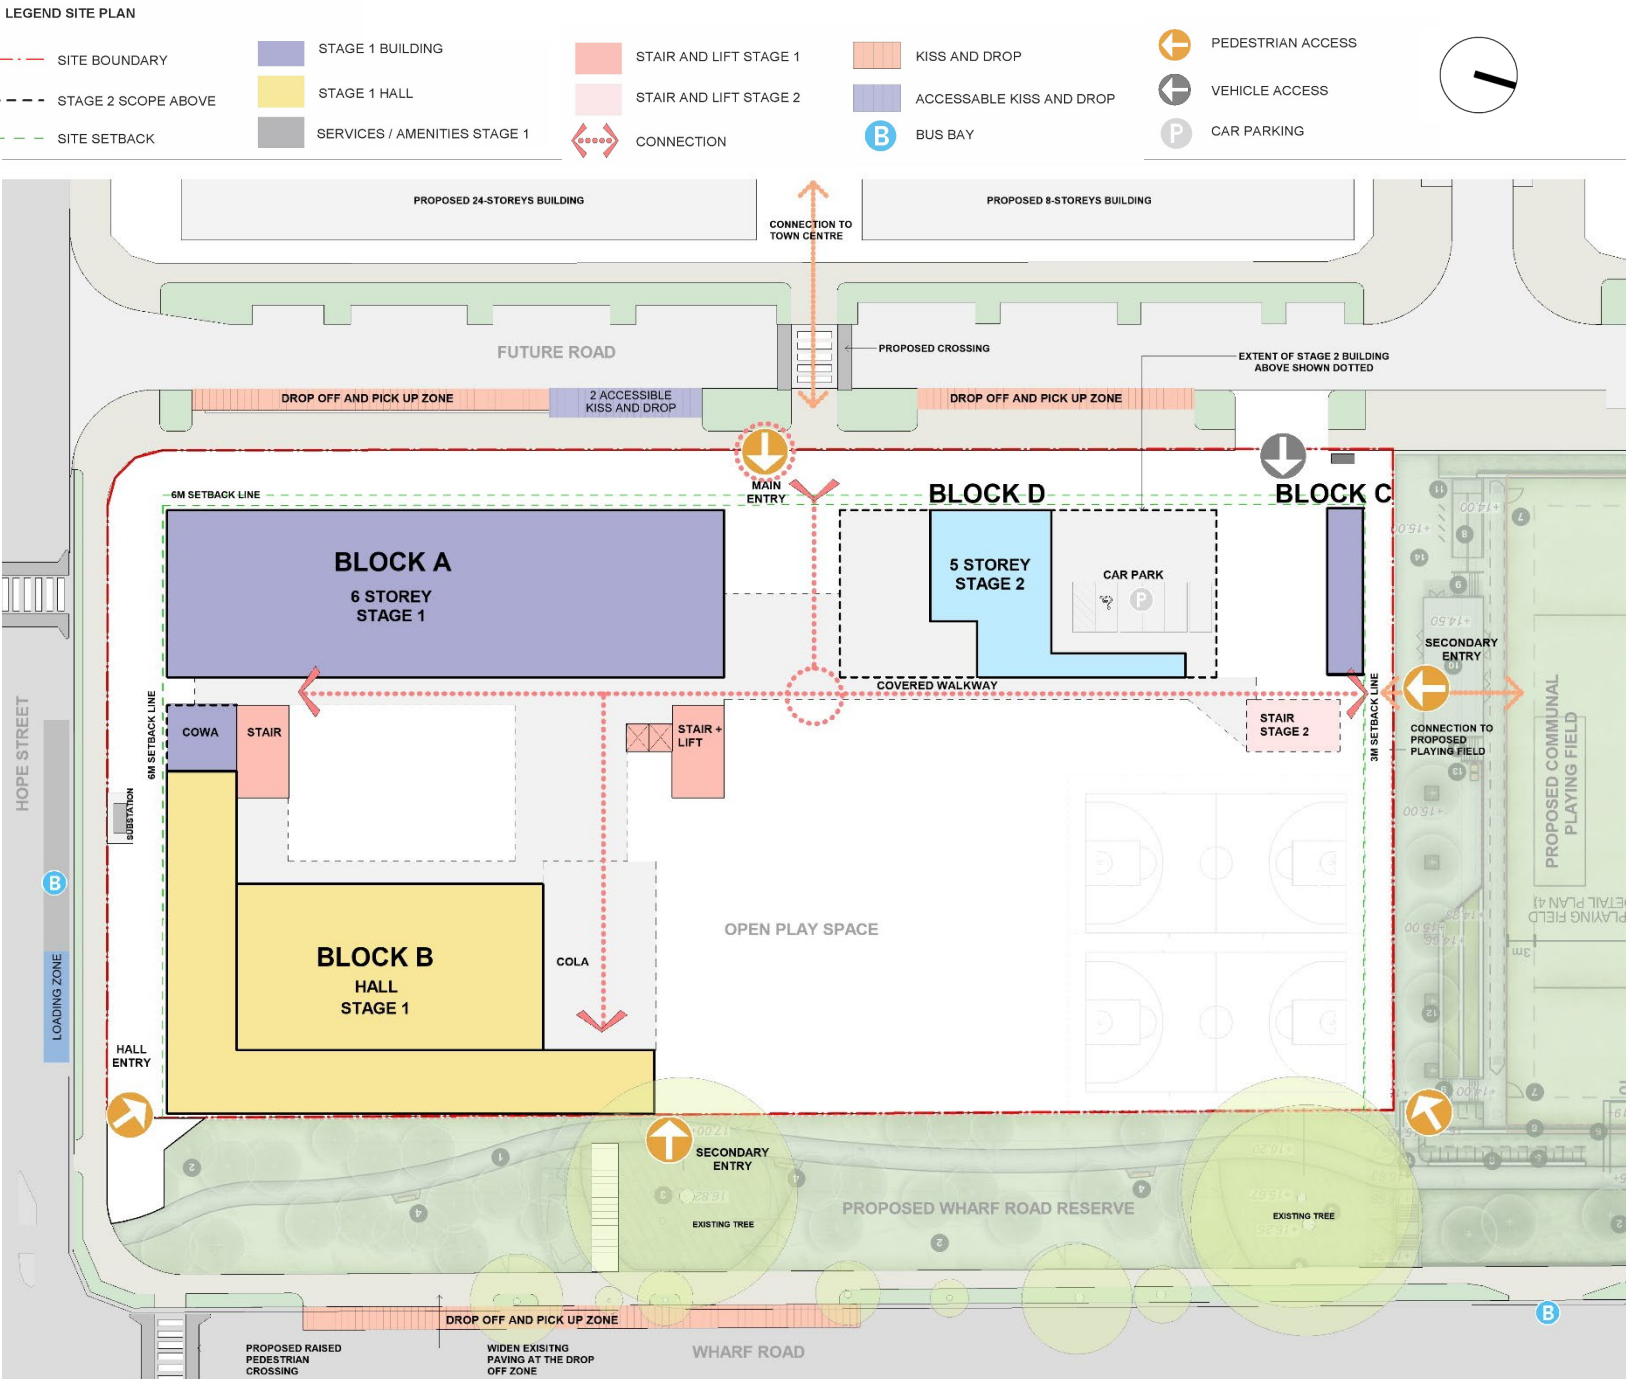 LEGEND SITE PLAN
SITE BOUNDARY
STAGE 2 SCOPE ABOVE
SITE SETBACK
STAGE 1 BUILDING
STAGE 1 HALL
SERVICES / AMENITIES STAGE 1
STAIR AND LIFT STAGE 1
STAIR AND LIFT STAGE 2
CONNECTION
KISS AND DROP
ACCESSABLE KISS AND DROP
B BUS BAY
PEDESTRIAN ACCESS
VEHICLE ACCESS
P CAR PARKING
PROPOSED 24-STOREYS BUILDING
CONNECTION TO
TOWN CENTRE
PROPOSED 8-STOREYS BUILDING
FUTURE ROAD
PROPOSED CROSSING
EXTENT OF STAGE 2 BUILDING
ABOVE SHOWN DOTTED
DROP OFF AND PICK UP ZONE
2 ACCESSIBLE
KISS AND DROP
DROP OFF AND PICK UP ZONE
MAIN
ENTRY
6M SETBACK LINE
BLOCK D
BLOCK C
BLOCK A
6 STOREY
STAGE 1
5 STOREY
STAGE 2
CAR PARK
P
SECONDARY
ENTRY
COVERED WALKWAY
6M SETBACK LINE
3M SETBACK LINE
COWA
STAIR
STAIR +
LIFT
STAIR
STAGE 2
CONNECTION TO
PROPOSED
PLAYING FIELD
PROPOSED COMMUNAL
PLAYING FIELD
HOPE STREET
SUBSTATION
B
LOADING ZONE
OPEN PLAY SPACE
BLOCK B
HALL
STAGE 1
COLA
HALL
ENTRY
SECONDARY
ENTRY
EXISTING TREE
PROPOSED WHARF ROAD RESERVE
EXISTING TREE
B
DROP OFF AND PICK UP ZONE
PROPOSED RAISED
PEDESTRIAN
CROSSING
WIDEN EXISITNG
PAVING AT THE DROP
OFF ZONE
WHARF ROAD